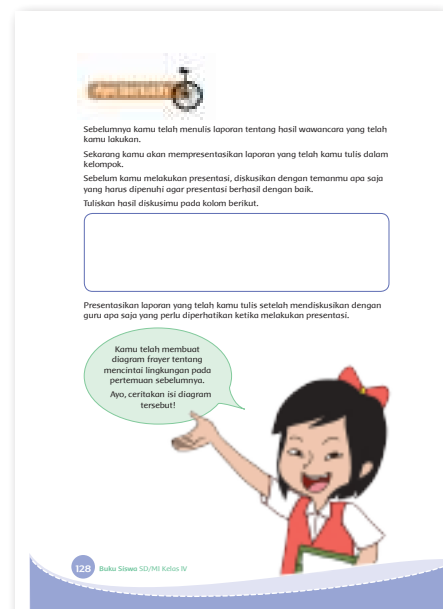 Ayo Berlatih
Sebelumnya kamu telah menulis laporan tentang hasil wawancara yang telah
kamu lakukan.
Sekarang kamu akan mempresentasikan laporan yang telah kamu tulis dalam
kelompok.
Sebelum kamu melakukan presentasi, diskusikan dengan temanmu apa saja
yang harus dipenuhi agar presentasi berhasil dengan baik.
Tuliskan hasil diskusimu pada kolom berikut.
Presentasikan laporan yang telah kamu tulis setelah mendiskusikan dengan
guru apa saja yang perlu diperhatikan ketika melakukan presentasi.
Kamu telah membuat
diagram frayer tentang
mencintai lingkungan pada
pertemuan sebelumnya.
Ayo, ceritakan isi diagram
tersebut!
128 Buku Siswa SD/MI Kelas IV